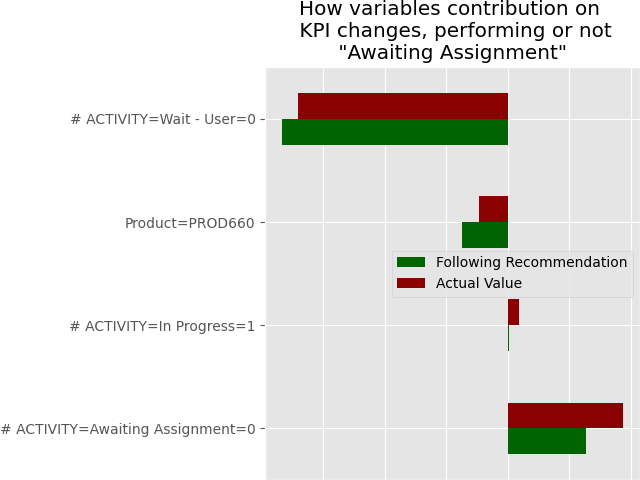 How variables contribution on
KPI changes, performing or not
"Awaiting Assignment"
# ACTIVITY=Wait - User=0
Product=PROD660
Following Recommendation
Actual Value
# ACTIVITY=In Progress=1
# ACTIVITY=Awaiting Assignment=0